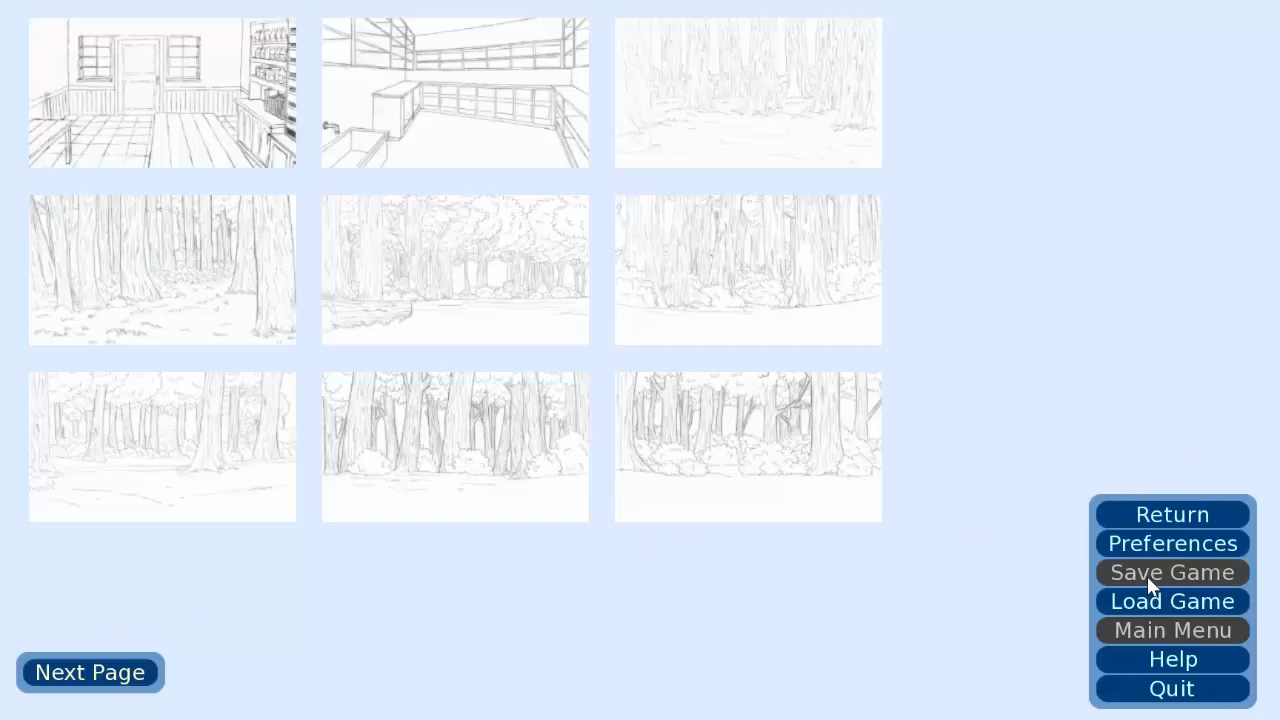 Return
Preferences
Save Game
Load Game
Main Menu
Help
Quit
Next Page